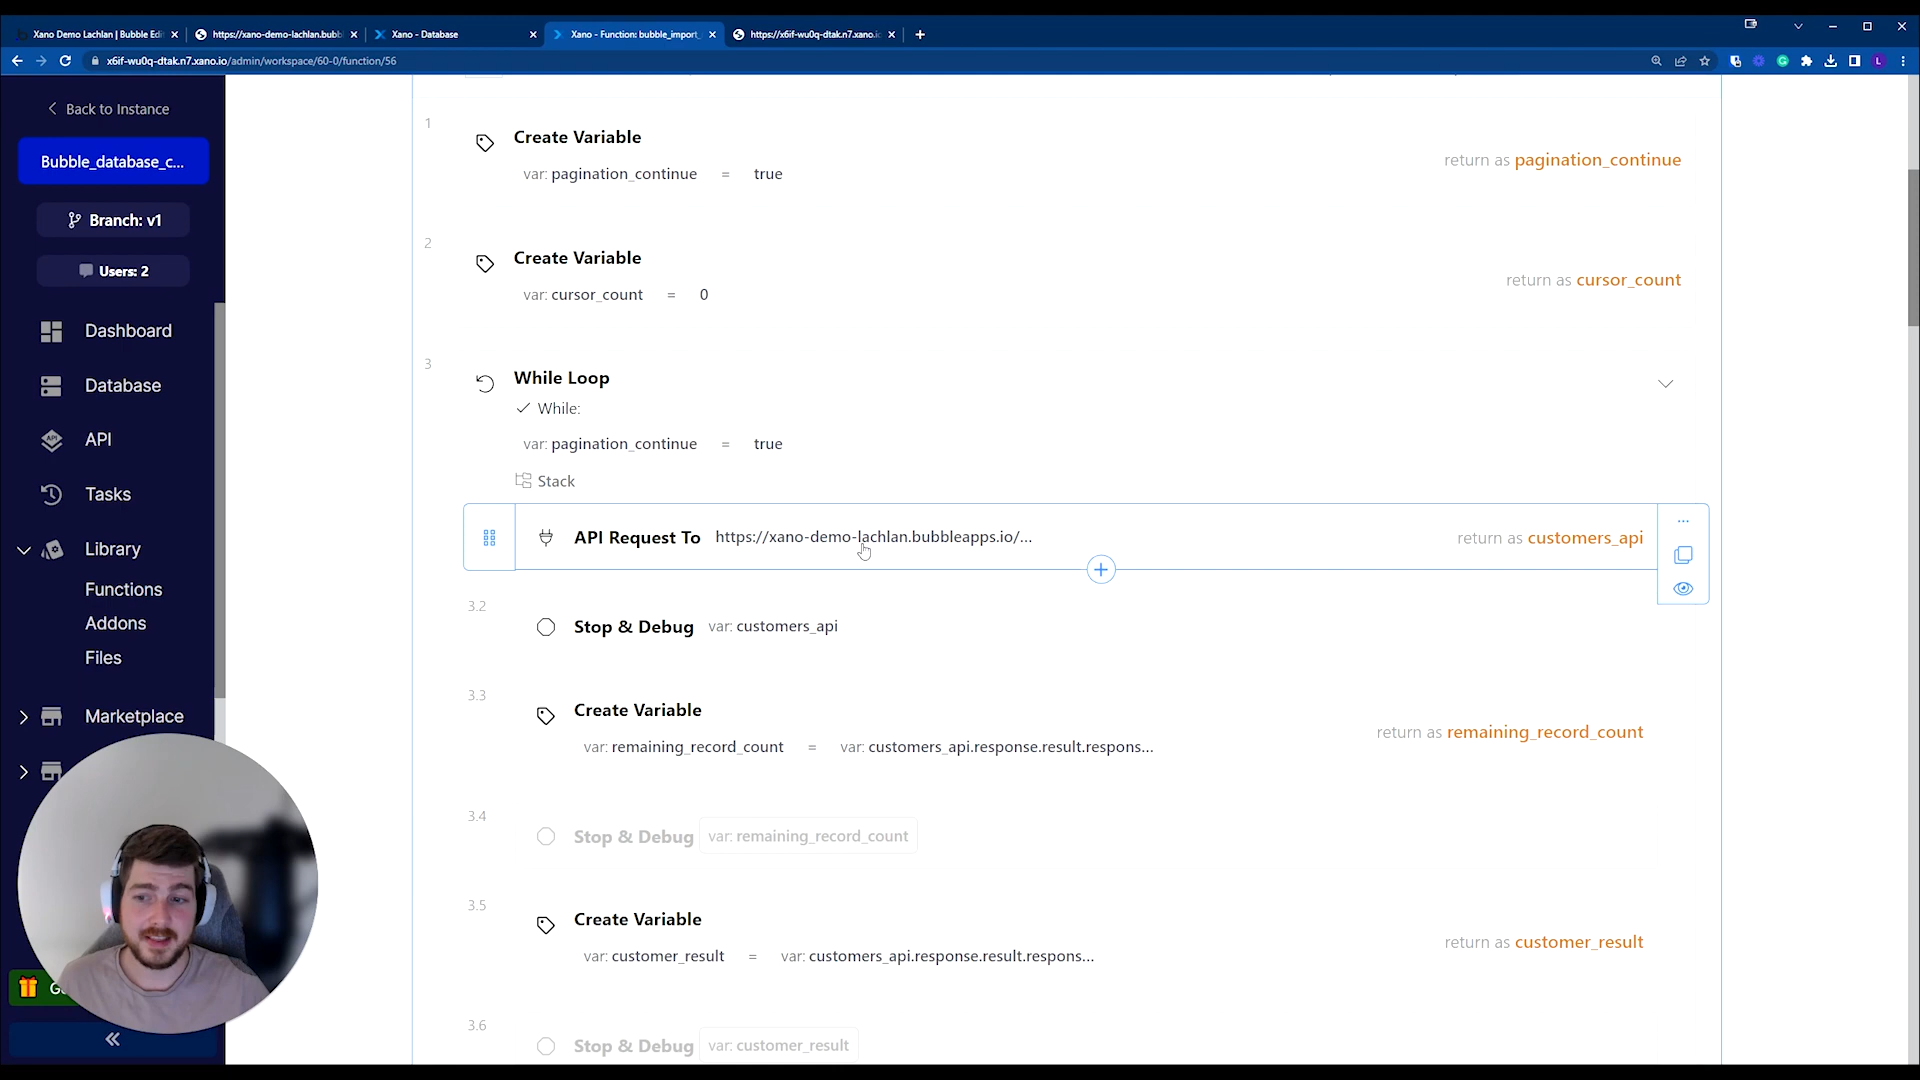 Xano Demo Lachlan | Bubble Edi
https://xano-demo-lachlan.bubbl
Xano - Database
Xano - Function: bubble_import_
https://x6if-wu0q-dtak.n7.xano.i
x6if-wu0q-dtak.n7.xano.io/admin/workspace/60-0/function/56
Back to Instance
Bubble_database_c...
Branch: v1
Users: 2
Dashboard
Database
API
Tasks
Library
Functions
Addons
Files
Marketplace
1
Create Variable
var: pagination_continue = true
return as pagination_continue
2
Create Variable
var: cursor_count = 0
return as cursor_count
3
While Loop
While:
var: pagination_continue = true
Stack
API Request To https://xano-demo-lachlan.bubbleapps.io/...
return as customers_api
3.2
Stop & Debug var: customers_api
3.3
Create Variable
var: remaining_record_count = var: customers_api.response.result.respons...
return as remaining_record_count
3.4
Stop & Debug var: remaining_record_count
3.5
Create Variable
var: customer_result = var: customers_api.response.result.respons...
return as customer_result
3.6
Stop & Debug var: customer_result